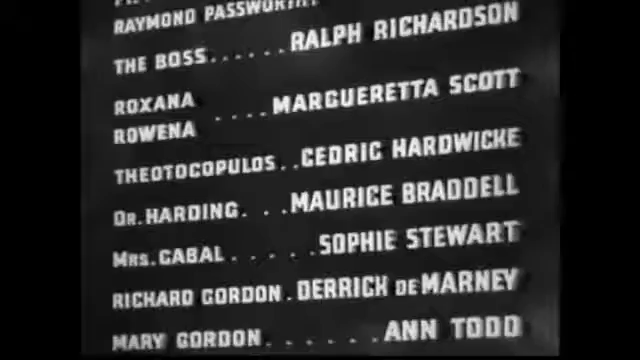 RAYMOND PASSWORTHY
THE BOSS......RALPH RICHARDSON
ROXANA
ROWENA ....MARGUERETTA SCOTT
THEOTOCOPULOS..CEDRIC HARDWICKE
DR. HARDING. ..MAURICE BRADDELL
MRS. CABAL .....SOPHIE STEWART
RICHARD GORDON.DERRICK DE MARNEY
MARY GORDON......ANN TODD